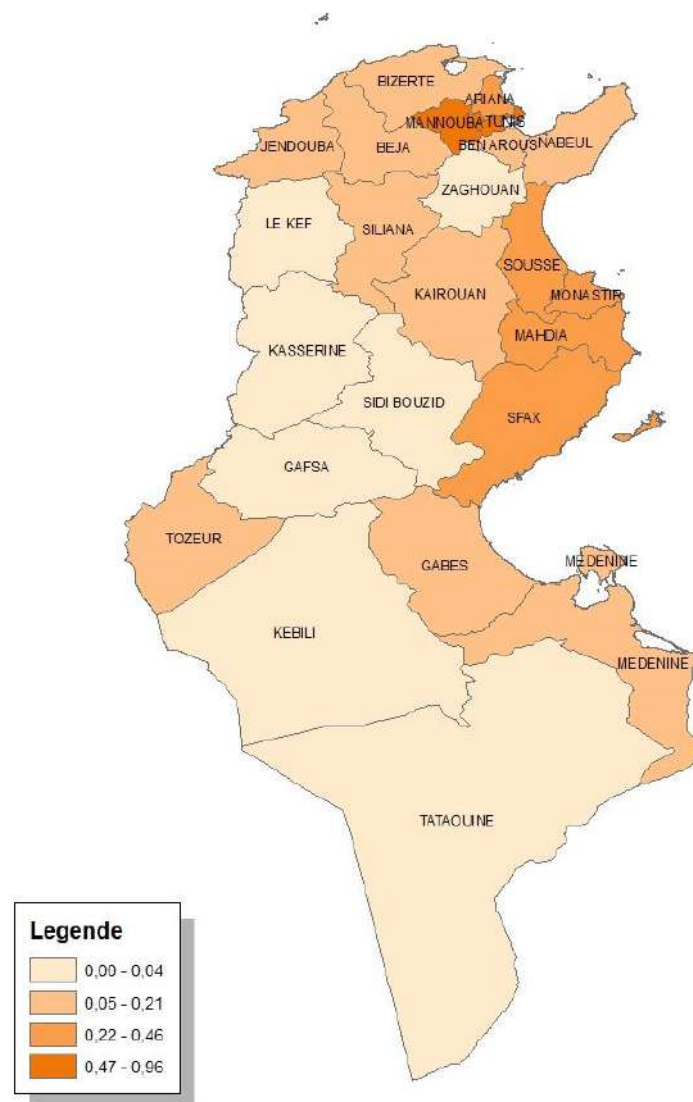 BIZERTE
ARIANA
MANNOUBA TUNIS
JENDOUBA
BEJA
BEN AROUS
NABEUL
ZAGHOUAN
LE KEF
SILIANA
SOUSSE
KAIROUAN
MONASTIR
MAHDIA
KASSERINE
SIDI BOUZID
SFAX
GAFSA
TOZEUR
GABES
MEDENINE
KEBILI
MEDENINE
TATAOUINE
Legende
0,00 - 0,04
0,05 - 0,21
0,22 - 0,46
0,47 - 0,96